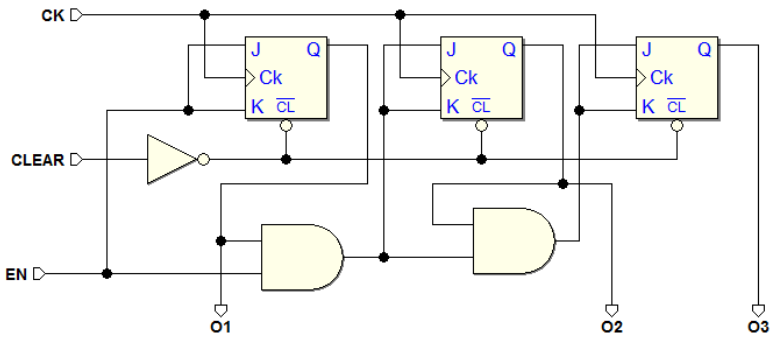 CK
J Q J Q J Q
Ck Ck Ck
K CL K CL K CL
CLEAR
EN
O1 O2 O3